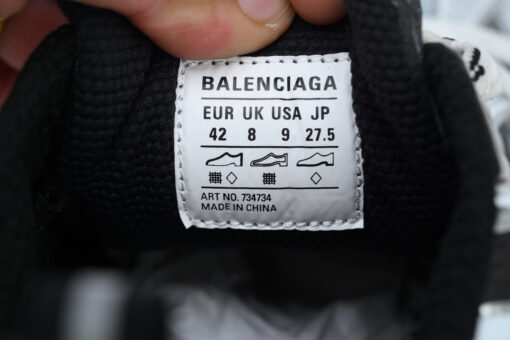 BALENCIAGA
EUR UK USA JP
42 8 9 27.5
ART NO. 734734
MADE IN CHINA